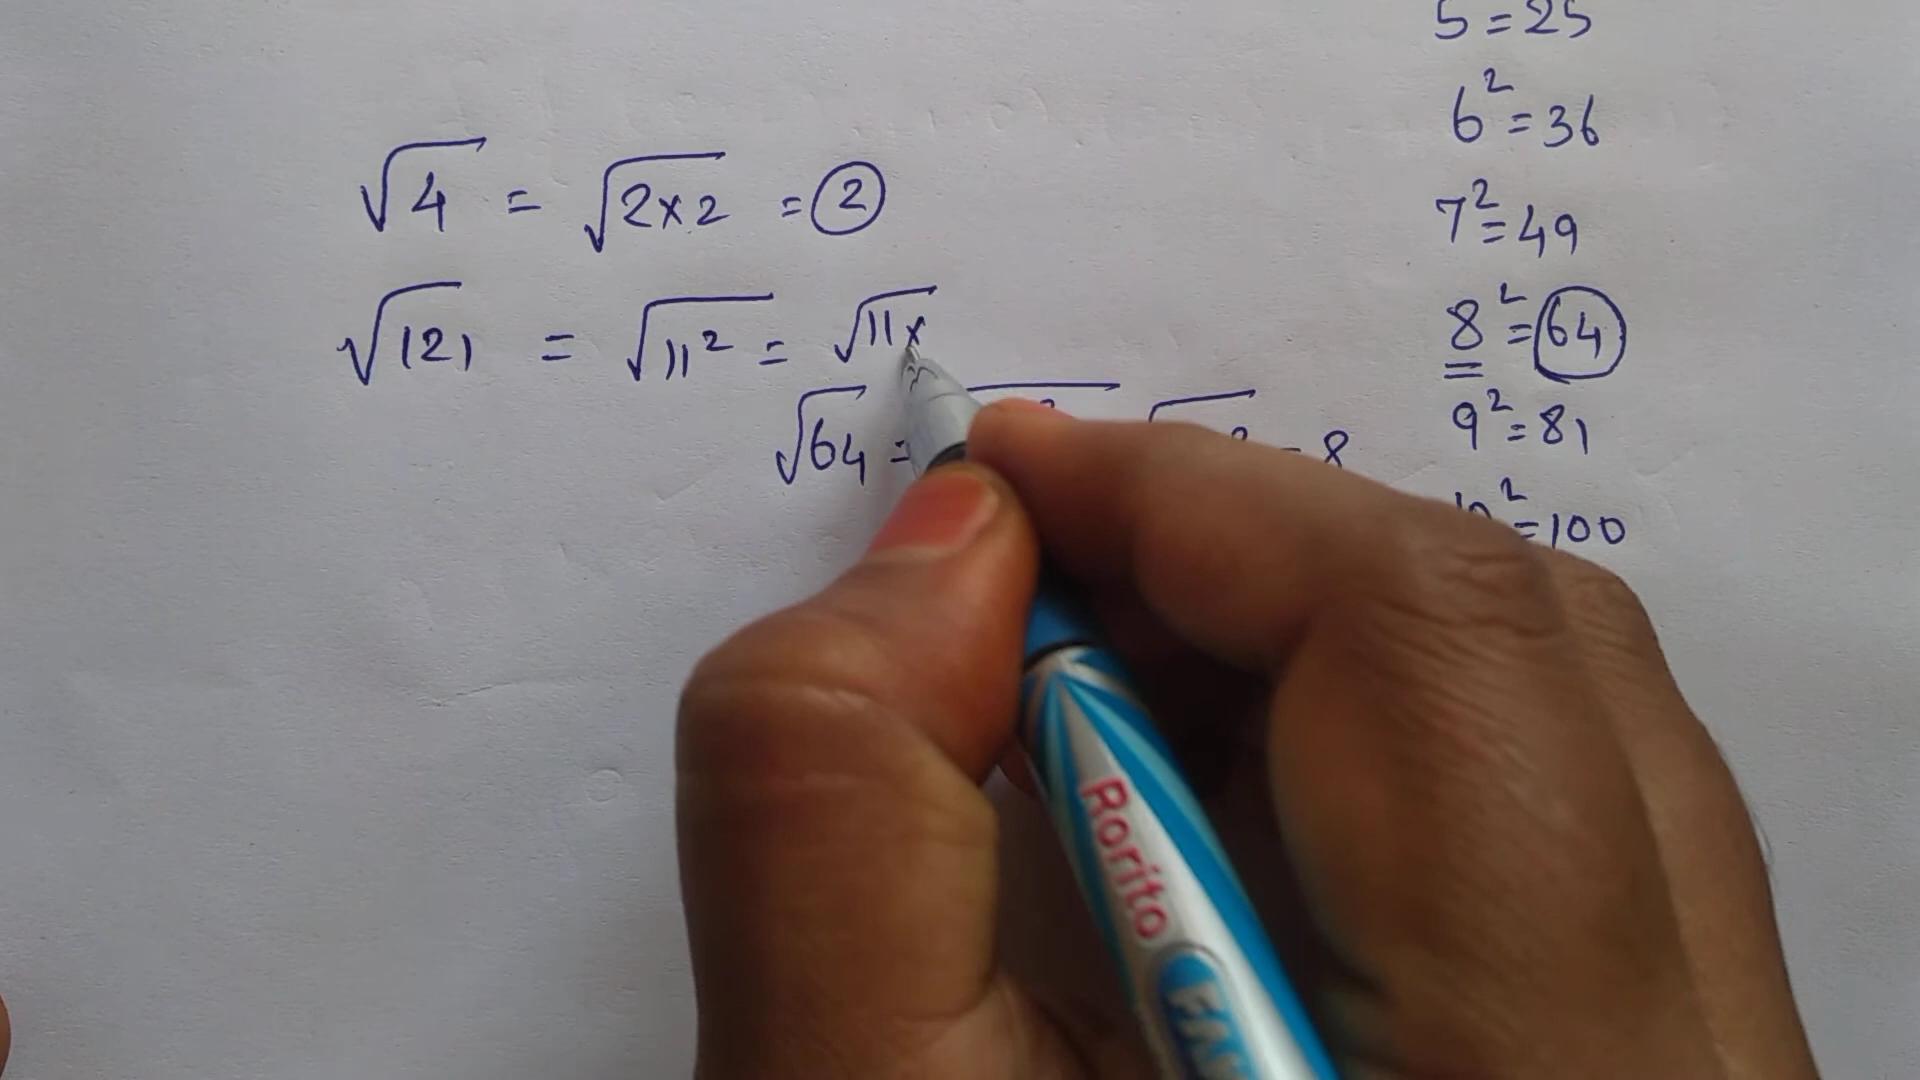 5 = 25
6² = 36
7² = 49
8² = 64
9² = 81
² = 100
√4 = √2×2 = 2
√121 = √11² = √11×
√64 = = 8
Rorito